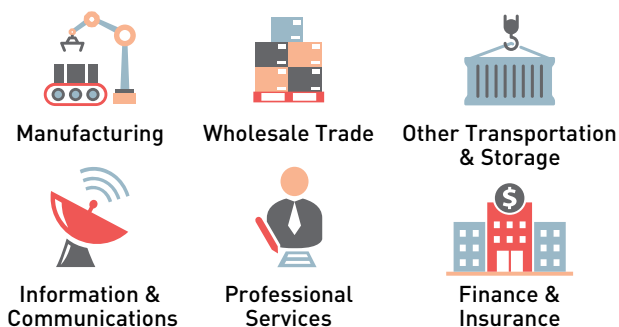 Manufacturing
Wholesale Trade
Other Transportation
& Storage
$
Information &
Communications
Professional
Services
Finance &
Insurance